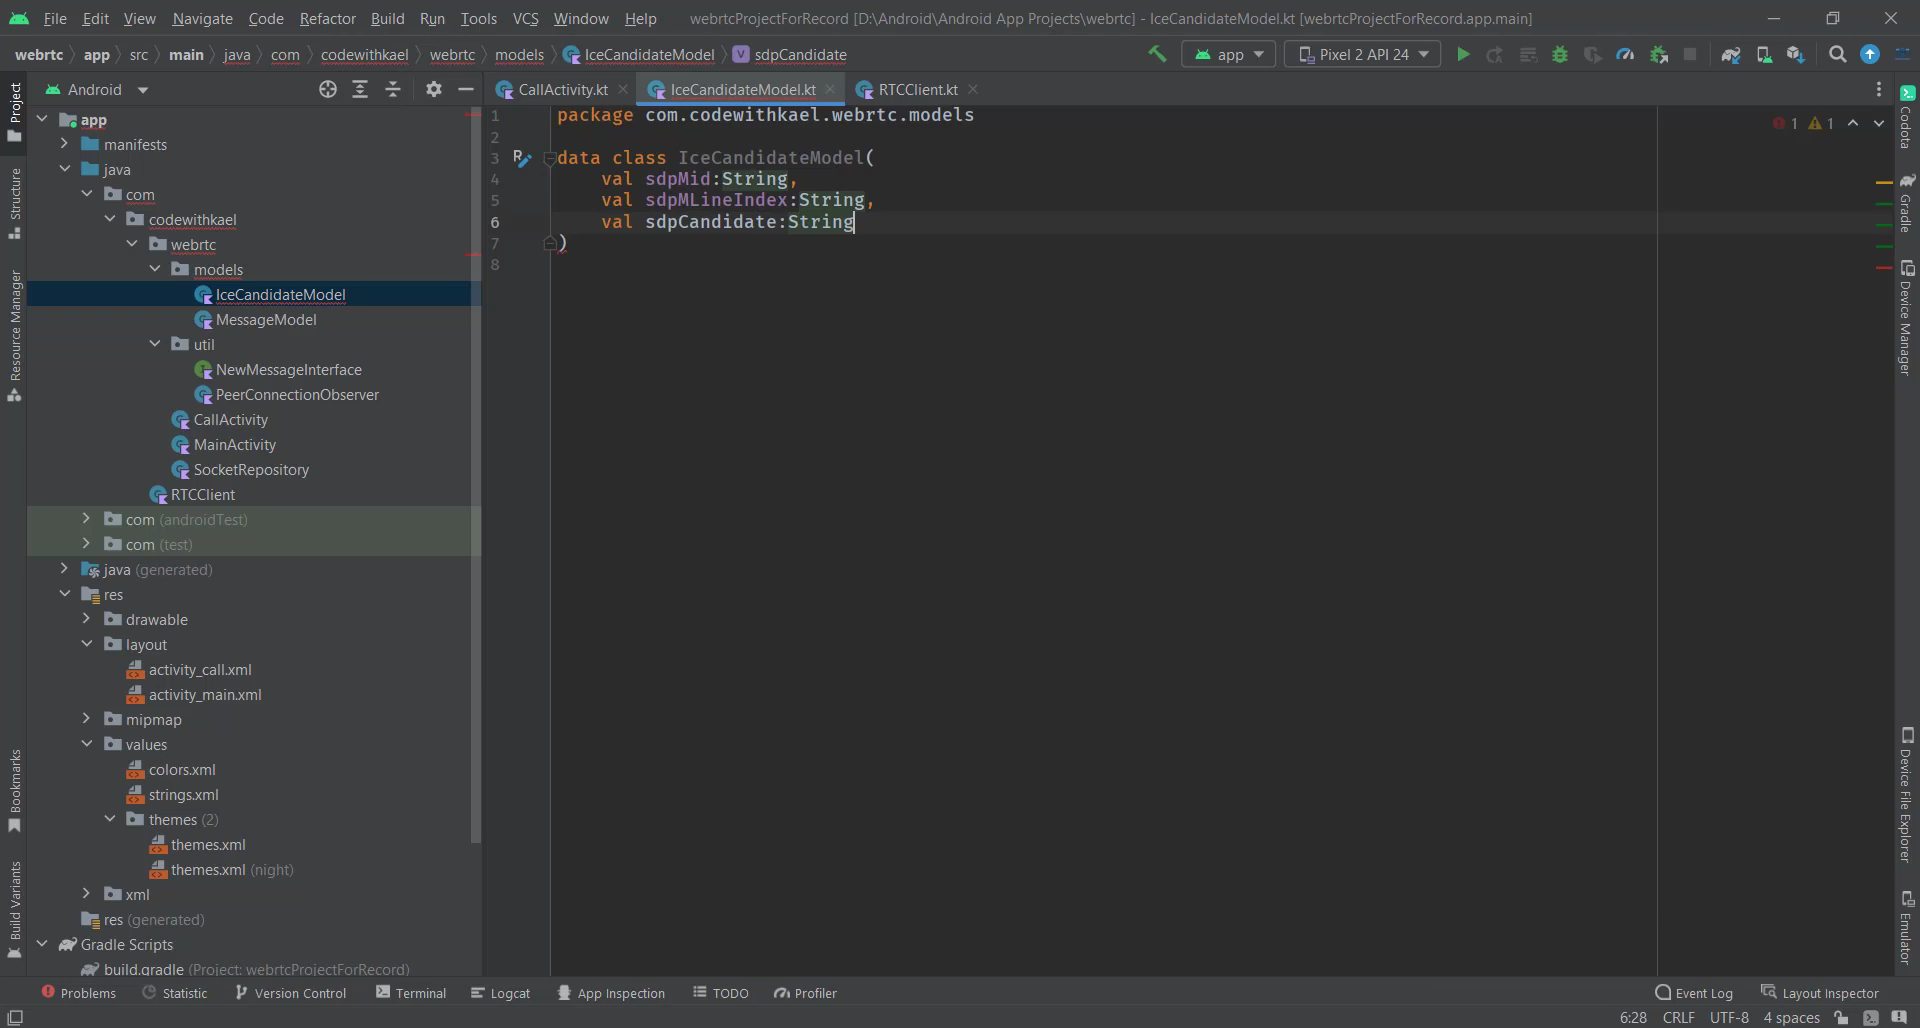 File Edit View Navigate Code Refactor Build Run Tools VCS Window Help webrtcProjectForRecord [D:\Android\Android App Projects\webrtc] - IceCandidateModel.kt [webrtcProjectForRecord.app.main]
webrtc app src main java com codewithkael webrtc models IceCandidateModel sdpCandidate app Pixel 2 API 24
Android
CallActivity.kt IceCandidateModel.kt RTCClient.kt
Project
Structure
Resource Manager
Bookmarks
Build Variants
app
manifests
java
com
codewithkael
webrtc
models
IceCandidateModel
MessageModel
util
NewMessageInterface
PeerConnectionObserver
CallActivity
MainActivity
SocketRepository
RTCClient
com (androidTest)
com (test)
java (generated)
res
drawable
layout
activity_call.xml
activity_main.xml
mipmap
values
colors.xml
strings.xml
themes (2)
themes.xml
themes.xml (night)
xml
res (generated)
Gradle Scripts
build.gradle (Project: webrtcProjectForRecord)
1 package com.codewithkael.webrtc.models
2
3 data class IceCandidateModel(
4 val sdpMid:String,
5 val sdpMLineIndex:String,
6 val sdpCandidate:String
7 )
8
1 1
Codota
Gradle
Device Manager
Device File Explorer
Emulator
Problems Statistic Version Control Terminal Logcat App Inspection TODO Profiler Event Log Layout Inspector
6:28 CRLF UTF-8 4 spaces